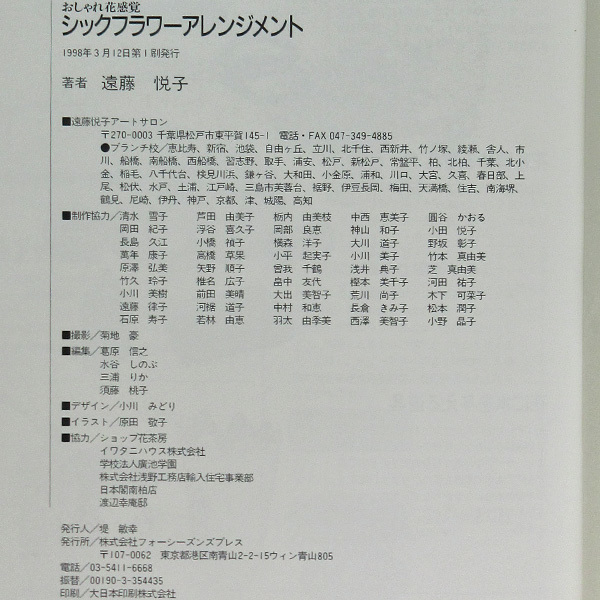 おしゃれ花感覚
シックフラワーアレンジメント
1998年3月12日第1刷発行
著者 遠藤 悦子
■遠藤悦子アートサロン
〒270-0003 千葉県松戸市東平賀145-1 電話・FAX 047-349-4885
●ブランチ校／恵比寿、新宿、池袋、自由ヶ丘、立川、北千住、西新井、竹ノ塚、綾瀬、舎人、市
川、船橋、南船橋、西船橋、習志野、取手、浦安、松戸、新松戸、常盤平、柏、北柏、千葉、北小
金、稲毛、八千代台、検見川浜、鎌ヶ谷、大和田、小金原、浦和、川口、大宮、久喜、春日部、上
尾、松伏、水戸、土浦、江戸崎、三島市芙蓉台、裾野、伊豆長岡、梅田、天満橋、住吉、南海堺、
鶴見、尼崎、伊丹、神戸、京都、津、城陽、高知
■制作協力／清水 雪子 芦田 由美子 栃内 由美枝 中西 恵美子 圓谷 かおる
岡田 紀子 浮谷 喜久子 岡部 良恵 神山 和子 小田 悦子
長島 久江 小橋 禎子 横森 洋子 大川 道子 野坂 彰子
萬年 康子 高橋 草果 小平 起実子 小川 美子 竹本 真由美
原澤 弘美 矢野 順子 曾我 千鶴 浅井 典子 芝 真由美
竹久 玲子 椎名 広子 畠中 友代 樫本 美千子 河田 祐子
小川 美樹 前田 美晴 大出 美智子 荒川 尚子 木下 可菜子
遠藤 律子 河椐 道子 中村 和恵 長倉 きみ子 松本 潤子
石原 寿子 若林 由恵 羽太 由季美 西澤 美智子 小野 晶子
■撮影／菊地 豪
■編集／葛原 信之
水谷 しのぶ
三浦 りか
須藤 桃子
■デザイン／小川 みどり
■イラスト／原田 敬子
■協力／ショップ花茶房
イワタニハウス株式会社
学校法人廣池学園
株式会社浅野工務店輸入住宅事業部
日本閣南柏店
渡辺幸庵邸
発行人／堤 敏幸
発行所／株式会社フォーシーズンズプレス
〒107-0062 東京都港区南青山2-2-15ウィン青山805
電話／03-5411-6668
振替／00190-3-354435
印刷／大日本印刷株式会社